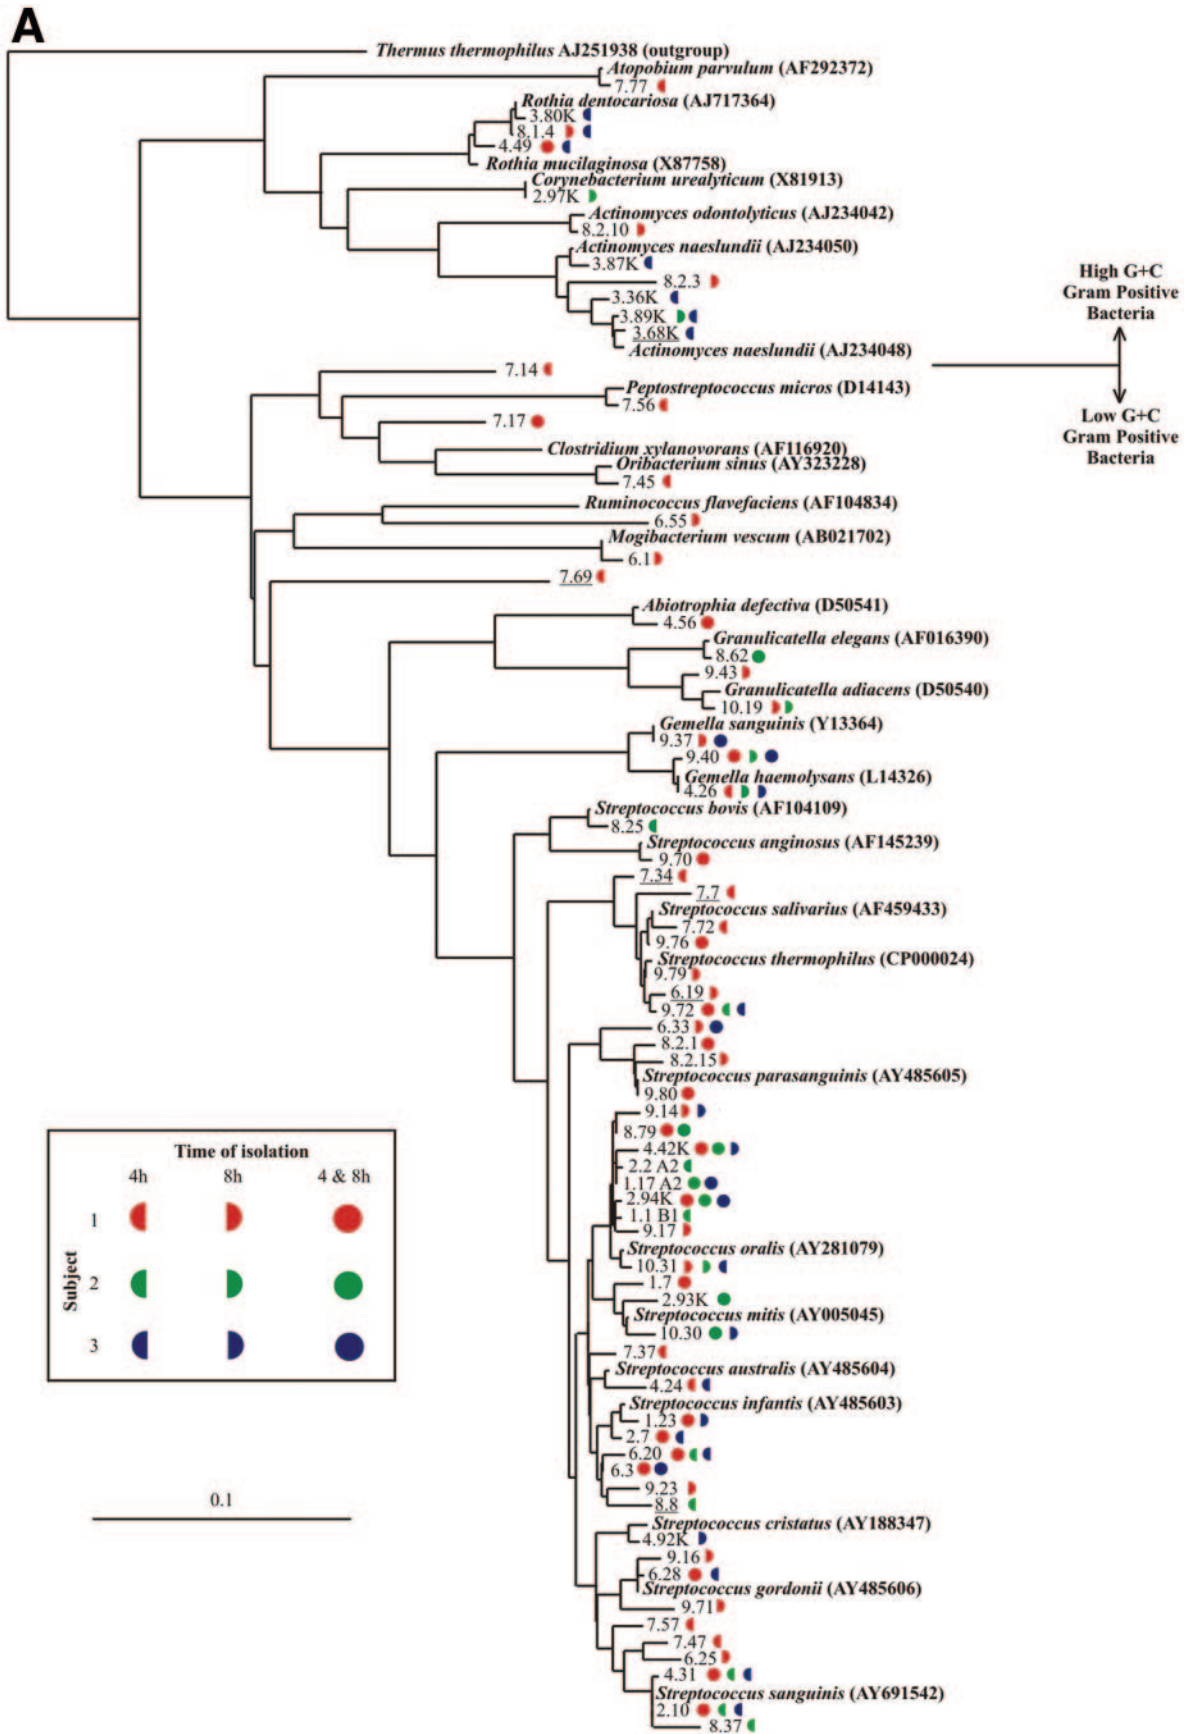 A
Thermus thermophilus AJ251938 (outgroup)
Atopobium parvulum (AF292372)
7.77
Rothia dentocariosa (AJ717364)
3.80K
8.1.4
4.49
Rothia mucilaginosa (X87758)
Corynebacterium urealyticum (X81913)
2.97K
Actinomyces odontolyticus (AJ234042)
8.2.10
Actinomyces naeslundii (AJ234050)
3.87K
8.2.3
3.36K
3.89K
3.68K
Actinomyces naeslundii (AJ234048)
High G+C
Gram Positive
Bacteria
Low G+C
Gram Positive
Bacteria
7.14
Peptostreptococcus micros (D14143)
7.56
7.17
Clostridium xylanovorans (AF116920)
Oribacterium sinus (AY323228)
7.45
Ruminococcus flavefaciens (AF104834)
6.55
Mogibacterium vescum (AB021702)
6.1
7.69
Abiotrophia defectiva (D50541)
4.56
Granulicatella elegans (AF016390)
8.62
9.43
Granulicatella adiacens (D50540)
10.19
Gemella sanguinis (Y13364)
9.37
9.40
Gemella haemolysans (L14326)
4.26
Streptococcus bovis (AF104109)
8.25
Streptococcus anginosus (AF145239)
9.70
7.34
7.7
Streptococcus salivarius (AF459433)
7.72
9.76
Streptococcus thermophilus (CP000024)
9.79
6.19
9.72
6.33
8.2.1
8.2.15
Streptococcus parasanguinis (AY485605)
9.80
9.14
8.79
4.42K
2.2 A2
1.17 A2
2.94K
1.1 B1
9.17
Streptococcus oralis (AY281079)
10.31
1.7
2.93K
Streptococcus mitis (AY005045)
10.30
7.37
Streptococcus australis (AY485604)
4.24
Streptococcus infantis (AY485603)
1.23
2.7
6.20
6.3
9.23
8.8
Streptococcus cristatus (AY188347)
4.92K
9.16
6.28
Streptococcus gordonii (AY485606)
9.71
7.57
7.47
6.25
4.31
Streptococcus sanguinis (AY691542)
2.10
8.37
Time of isolation
4h 8h 4 & 8h
Subject
1
2
3
0.1